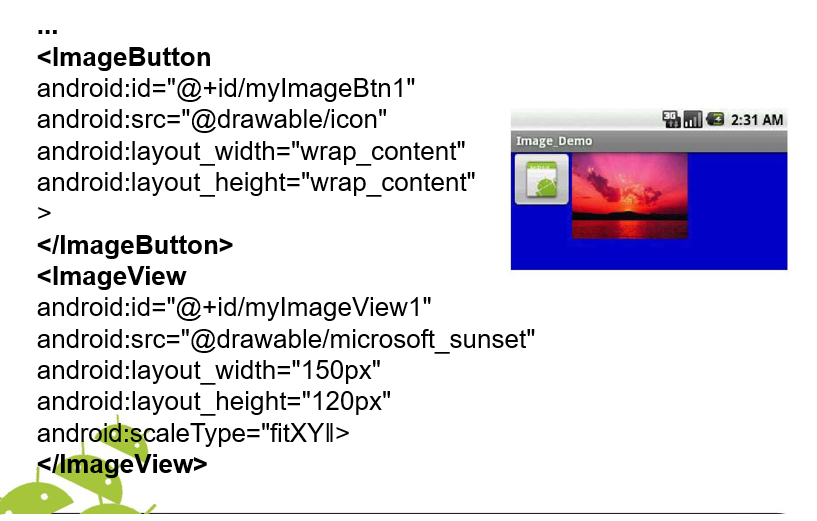 ...
<ImageButton
android:id="@+id/myImageBtn1"
android:src="@drawable/icon"
android:layout_width="wrap_content"
android:layout_height="wrap_content"
>
</ImageButton>
<ImageView
android:id="@+id/myImageView1"
android:src="@drawable/microsoft_sunset"
android:layout_width="150px"
android:layout_height="120px"
android:scaleType="fitXY‖>
</ImageView>
3G 2:31 AM
Image_Demo